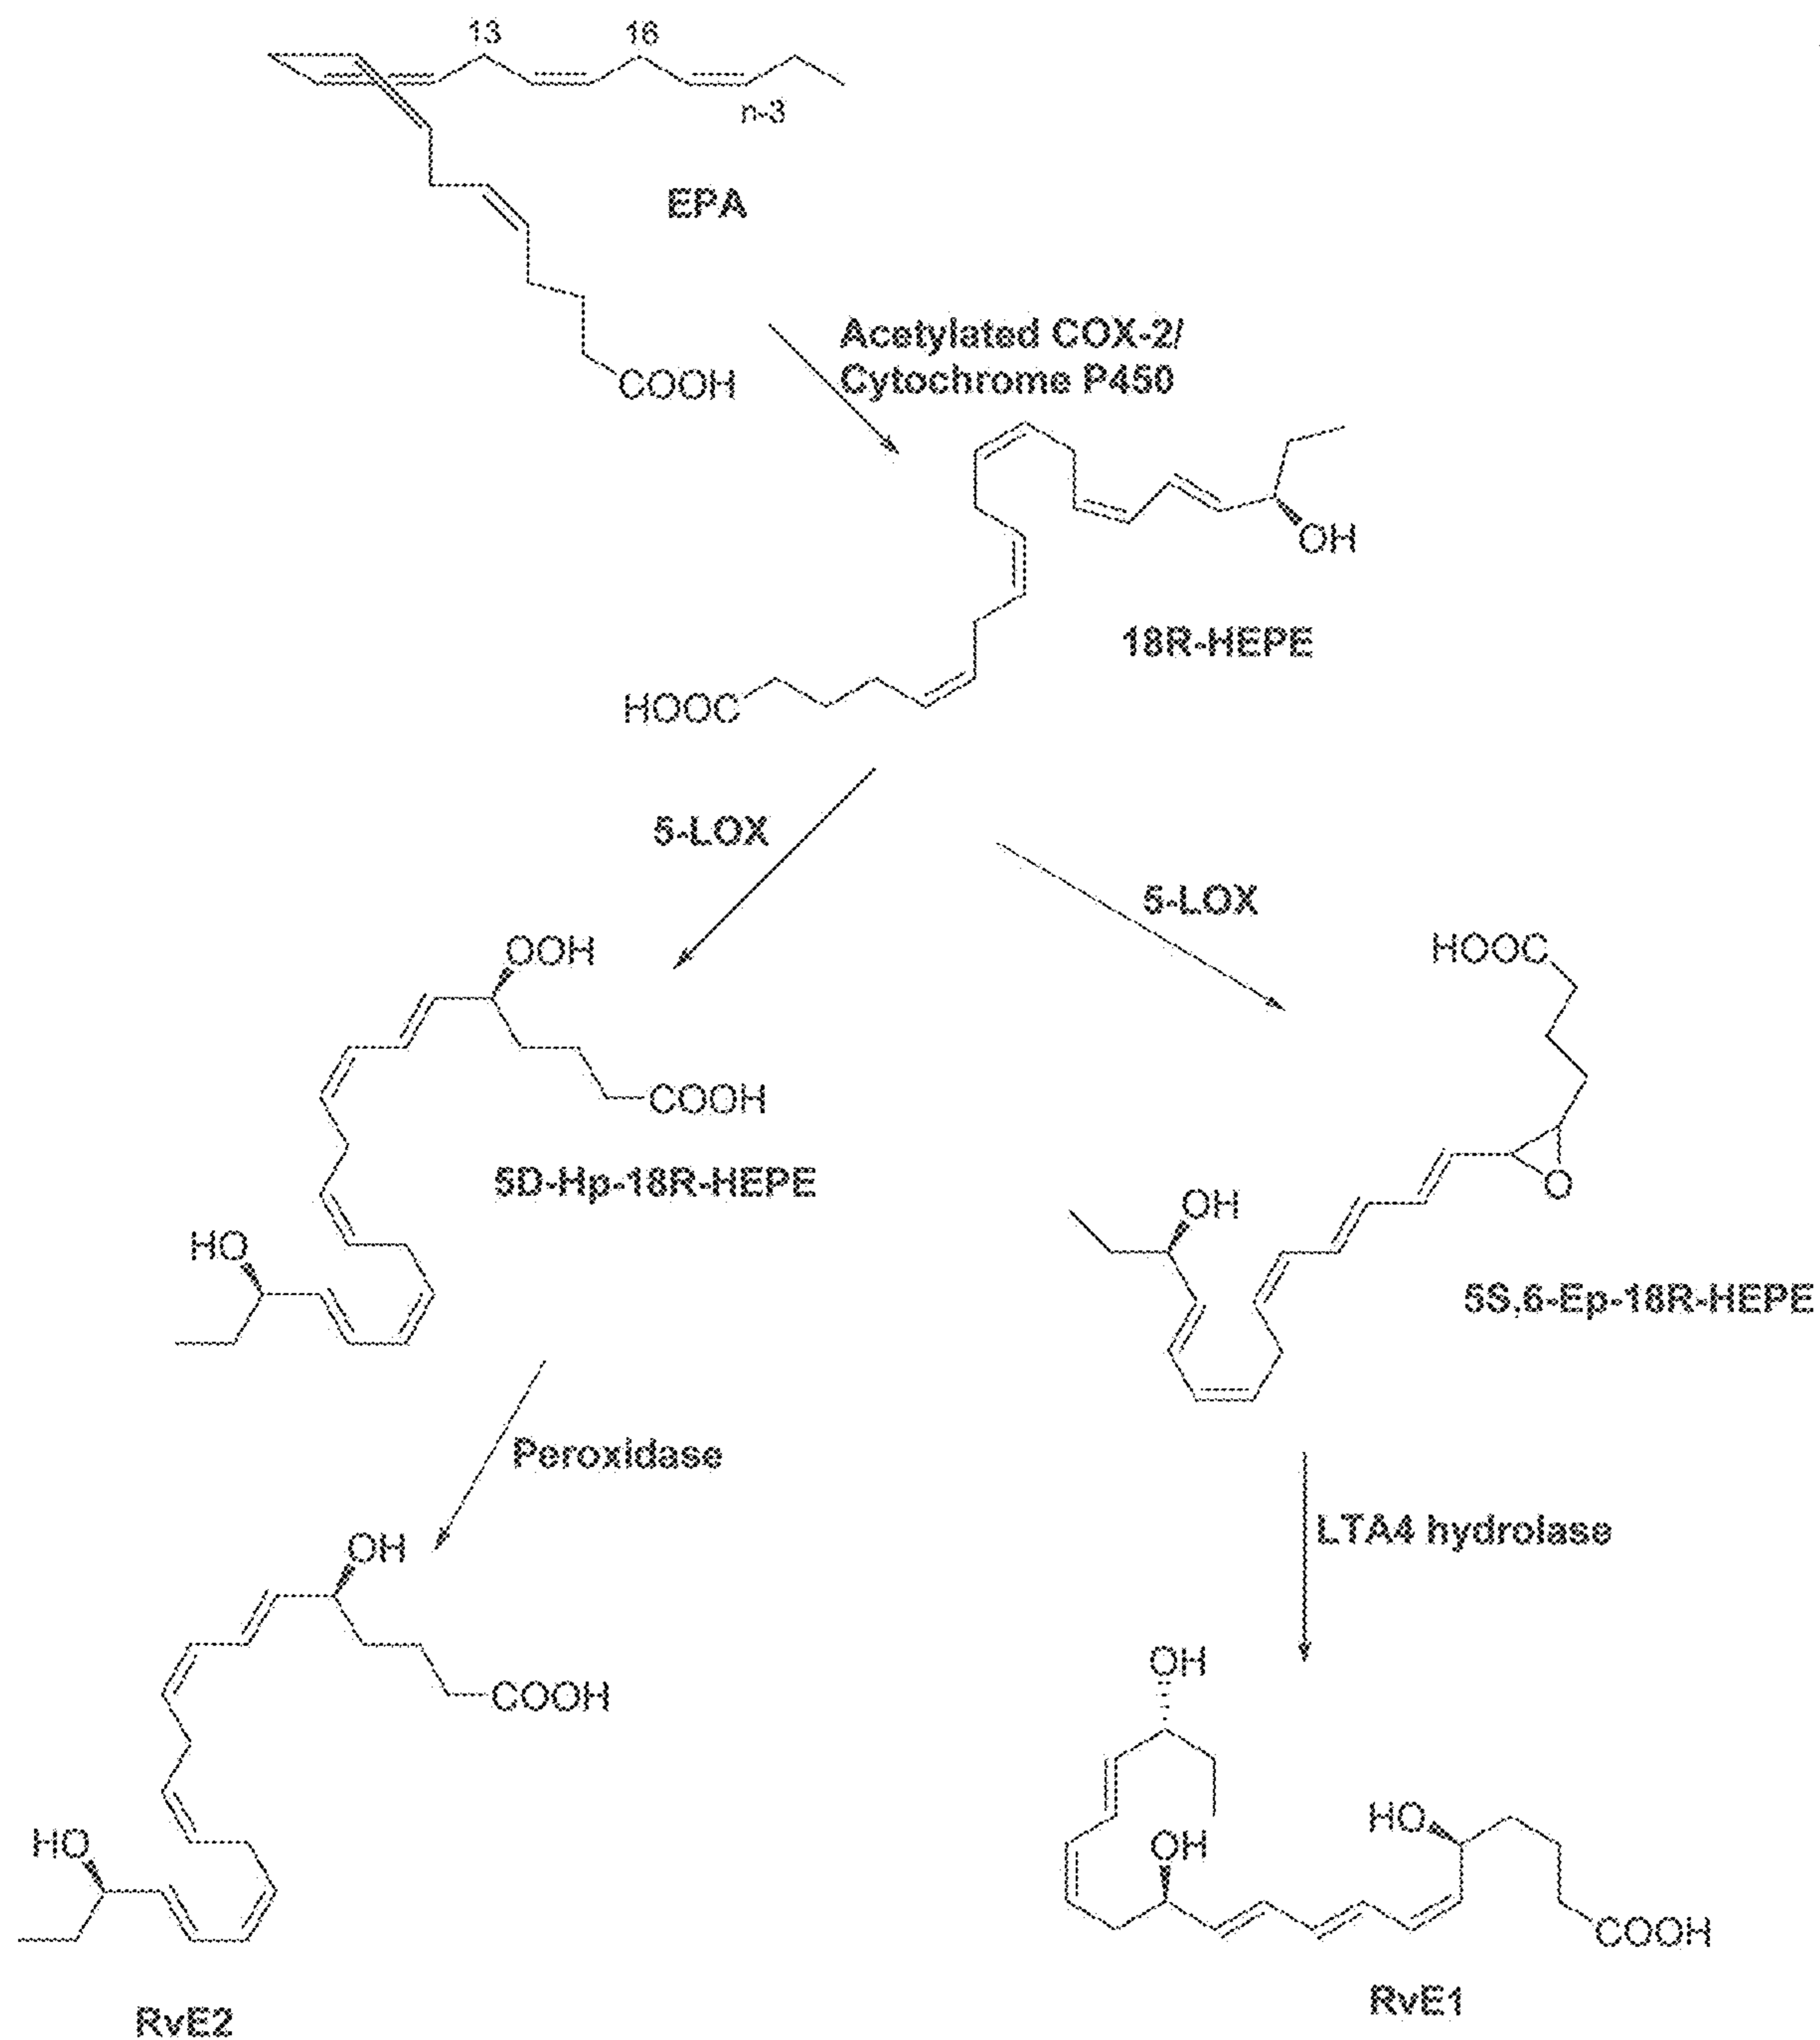 13
16
n-3
EPA
COOH
Acetylated COX-2/
Cytochrome P450
OH
18R-HEPE
HOOC
5-LOX
5-LOX
OOH
HOOC
COOH
5D-Hp-18R-HEPE
O
OH
HO
5S,6-Ep-18R-HEPE
Peroxidase
LTA4 hydrolase
OH
OH
COOH
HO
OH
HO
COOH
RvE1
RvE2